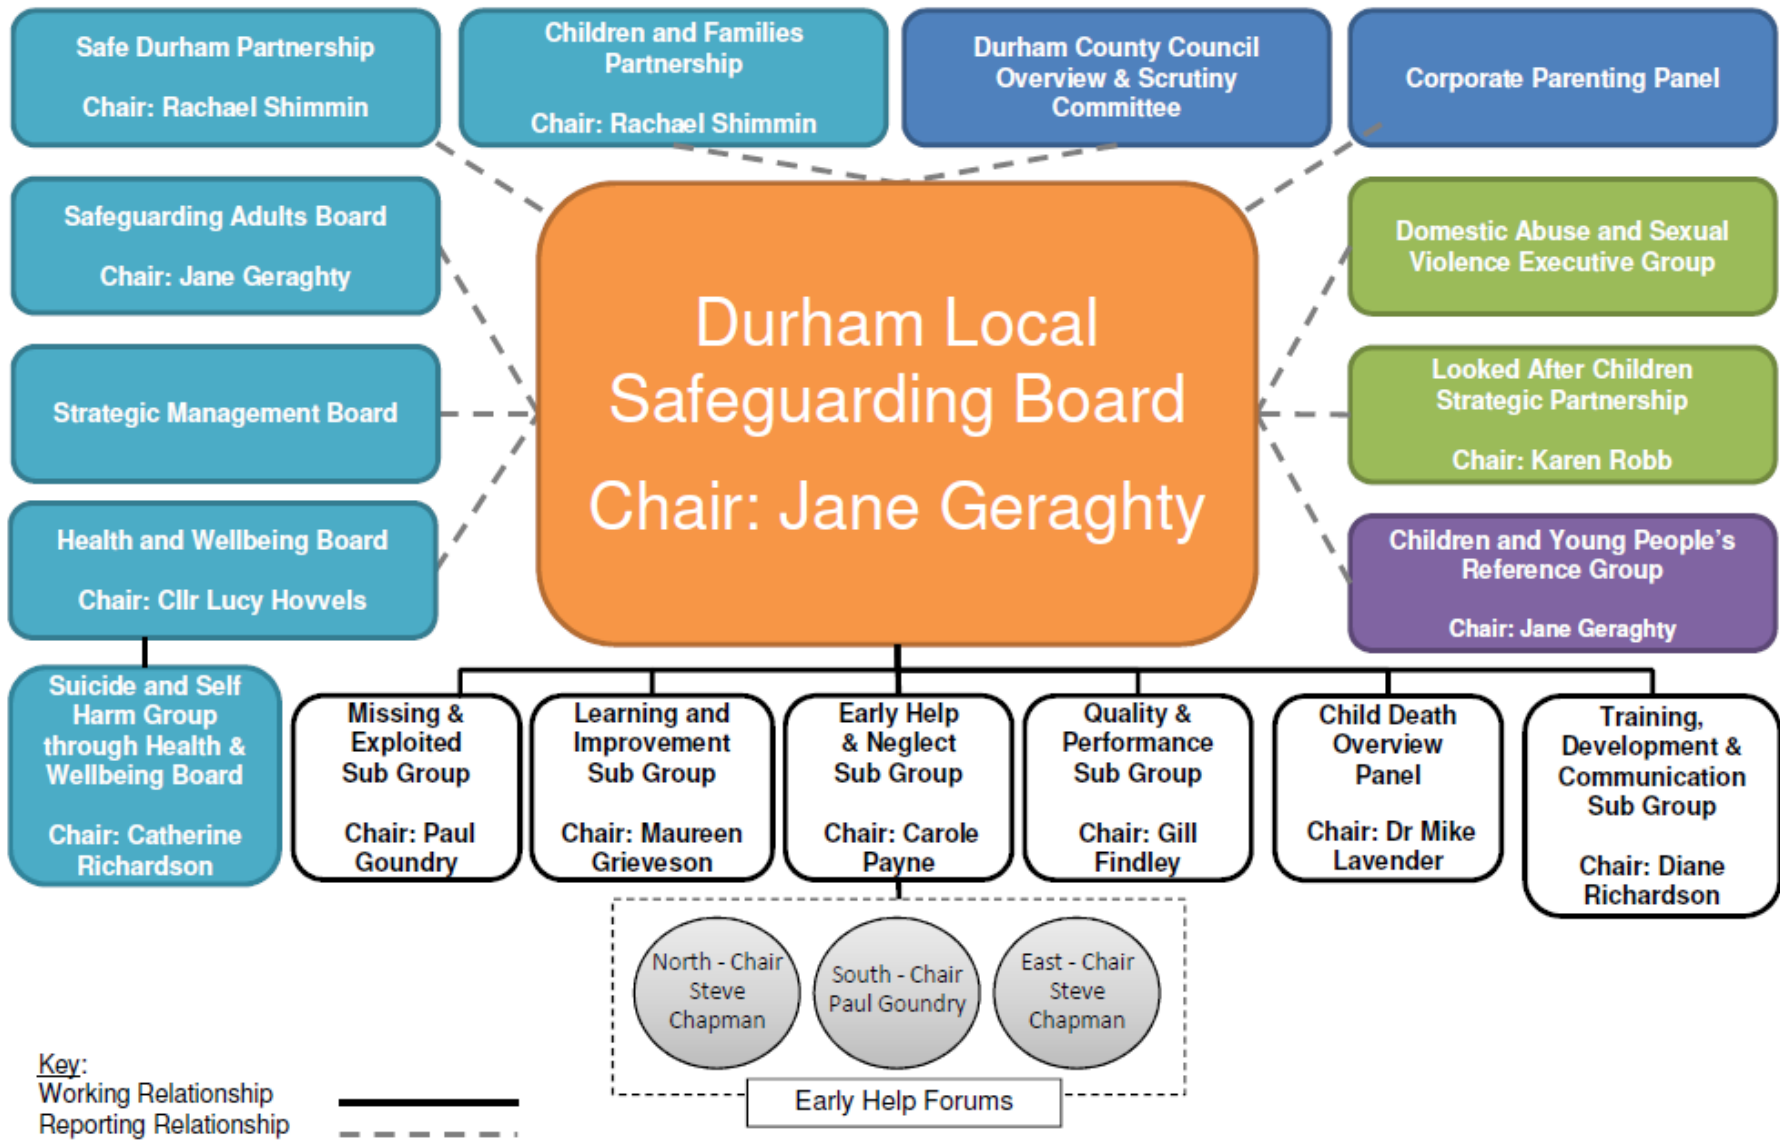 Safe Durham Partnership
Chair: Rachael Shimmin
Children and Families
Partnership
Chair: Rachael Shimmin
Durham County Council
Overview & Scrutiny
Committee
Corporate Parenting Panel
Safeguarding Adults Board
Chair: Jane Geraghty
Strategic Management Board
Health and Wellbeing Board
Chair: Cllr Lucy Hovvels
Durham Local
Safeguarding Board
Chair: Jane Geraghty
Domestic Abuse and Sexual
Violence Executive Group
Looked After Children
Strategic Partnership
Chair: Karen Robb
Children and Young People's
Reference Group
Chair: Jane Geraghty
Suicide and Self
Harm Group
through Health &
Wellbeing Board
Chair: Catherine
Richardson
Missing &
Exploited
Sub Group
Chair: Paul
Goundry
Learning and
Improvement
Sub Group
Chair: Maureen
Grieveson
Early Help
& Neglect
Sub Group
Chair: Carole
Payne
Quality &
Performance
Sub Group
Chair: Gill
Findley
Child Death
Overview
Panel
Chair: Dr Mike
Lavender
Training,
Development &
Communication
Sub Group
Chair: Diane
Richardson
North - Chair
Steve
Chapman
South - Chair
Paul Goundry
East - Chair
Steve
Chapman
Early Help Forums
Key:
Working Relationship
Reporting Relationship